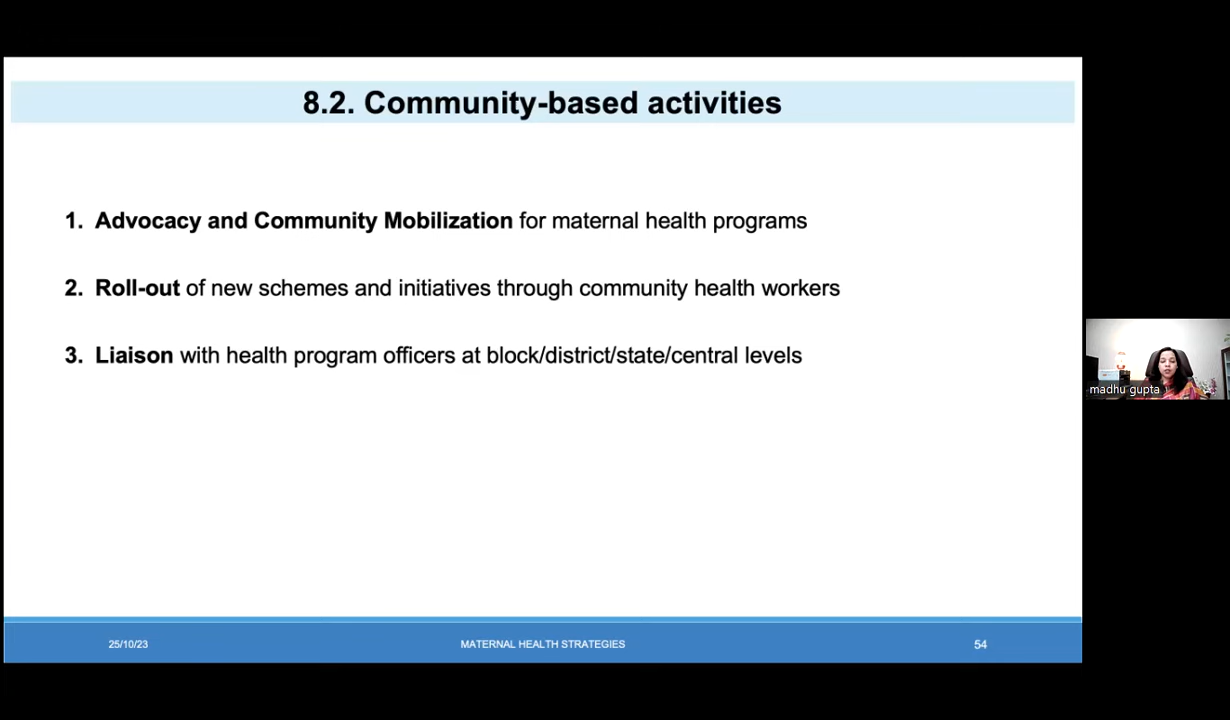 8.2. Community-based activities
1. Advocacy and Community Mobilization for maternal health programs
2. Roll-out of new schemes and initiatives through community health workers
3. Liaison with health program officers at block/district/state/central levels
madhu gupta
25/10/23 MATERNAL HEALTH STRATEGIES 54